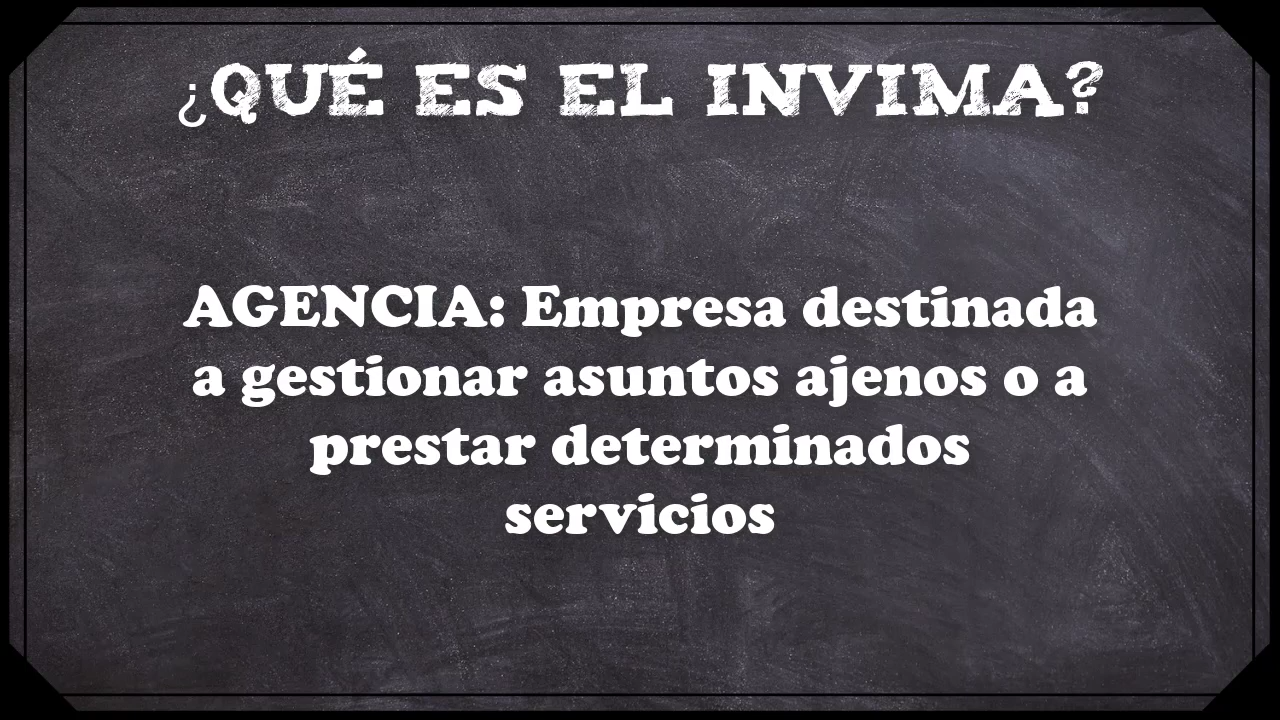 ¿QUÉ ES EL INVIMA?
AGENCIA: Empresa destinada
a gestionar asuntos ajenos o a
prestar determinados
servicios